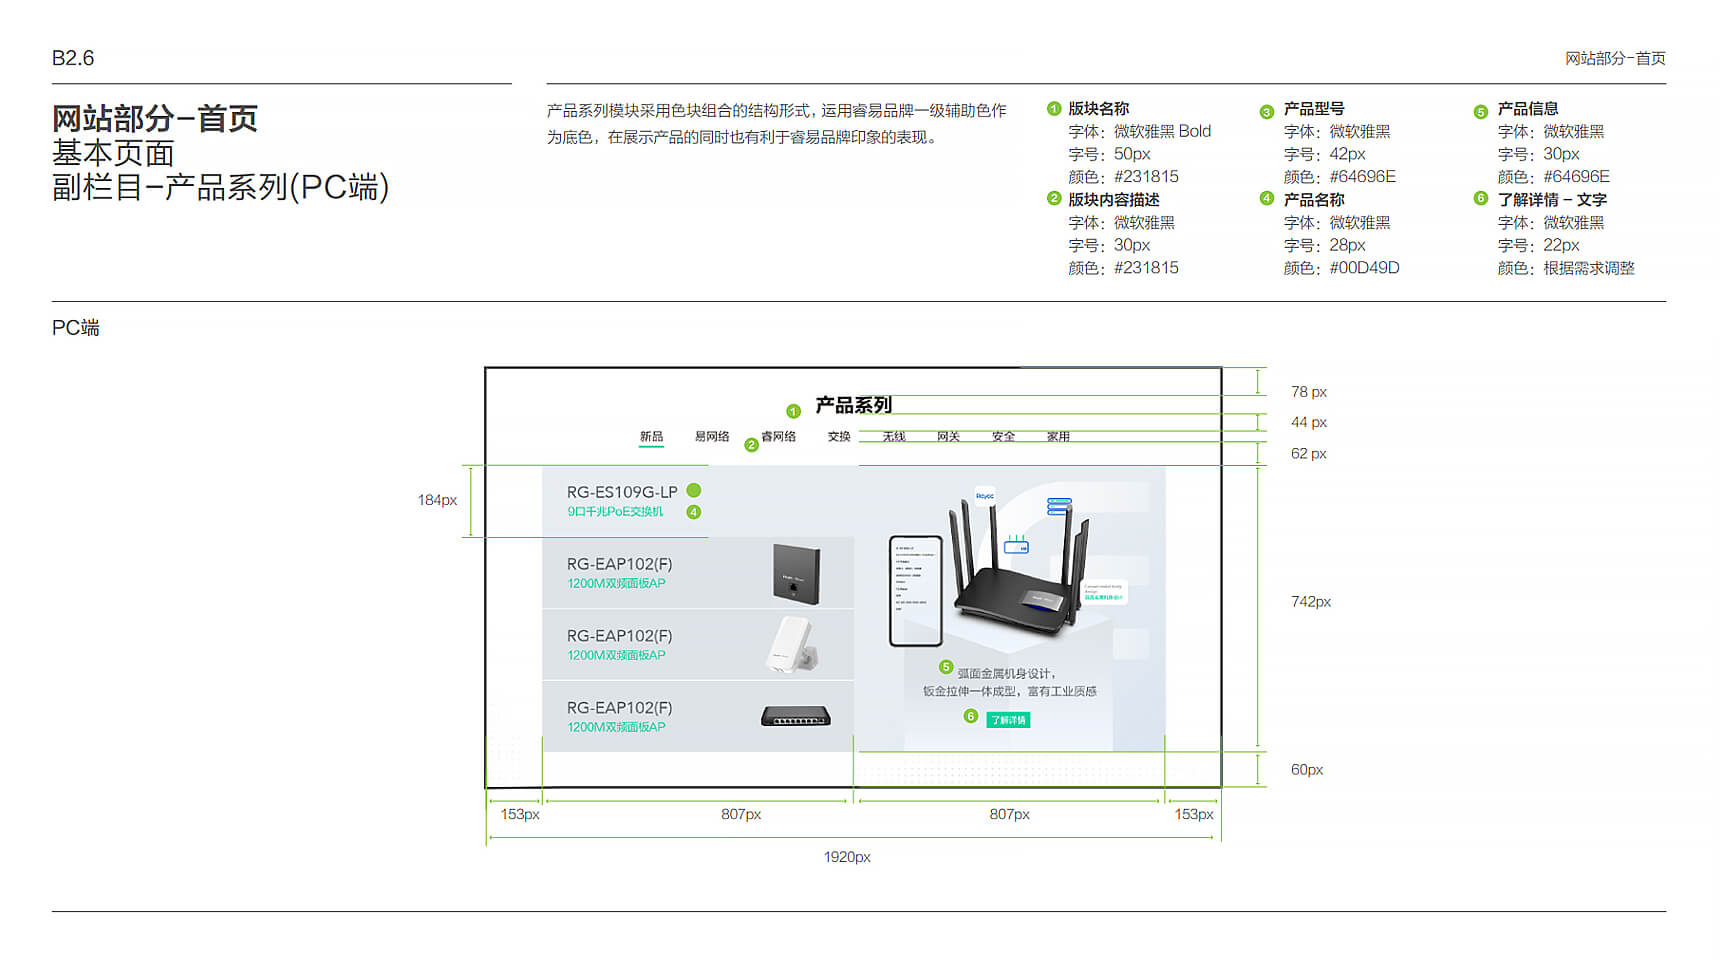 B2.6
网站部分-首页
网站部分-首页
基本页面
副栏目-产品系列(PC端)
产品系列模块采用色块组合的结构形式，运用睿易品牌一级辅助色作
为底色，在展示产品的同时也有利于睿易品牌印象的表现。
1 版块名称
字体：微软雅黑 Bold
字号：50px
颜色：#231815
2 版块内容描述
字体：微软雅黑
字号：30px
颜色：#231815
3 产品型号
字体：微软雅黑
字号：42px
颜色：#64696E
4 产品名称
字体：微软雅黑
字号：28px
颜色：#00D49D
5 产品信息
字体：微软雅黑
字号：30px
颜色：#64696E
6 了解详情 - 文字
字体：微软雅黑
字号：22px
颜色：根据需求调整
PC端
1 产品系列
新品 易网络 2 睿网络 交换 无线 网关 安全 家用
RG-ES109G-LP
9口千兆PoE交换机 4
RG-EAP102(F)
1200M双频面板AP
RG-EAP102(F)
1200M双频面板AP
RG-EAP102(F)
1200M双频面板AP
Reyee
5 弧面金属机身设计，
钣金拉伸一体成型，富有工业质感
6 了解详情
78 px
44 px
62 px
184px
742px
60px
153px
807px
807px
153px
1920px